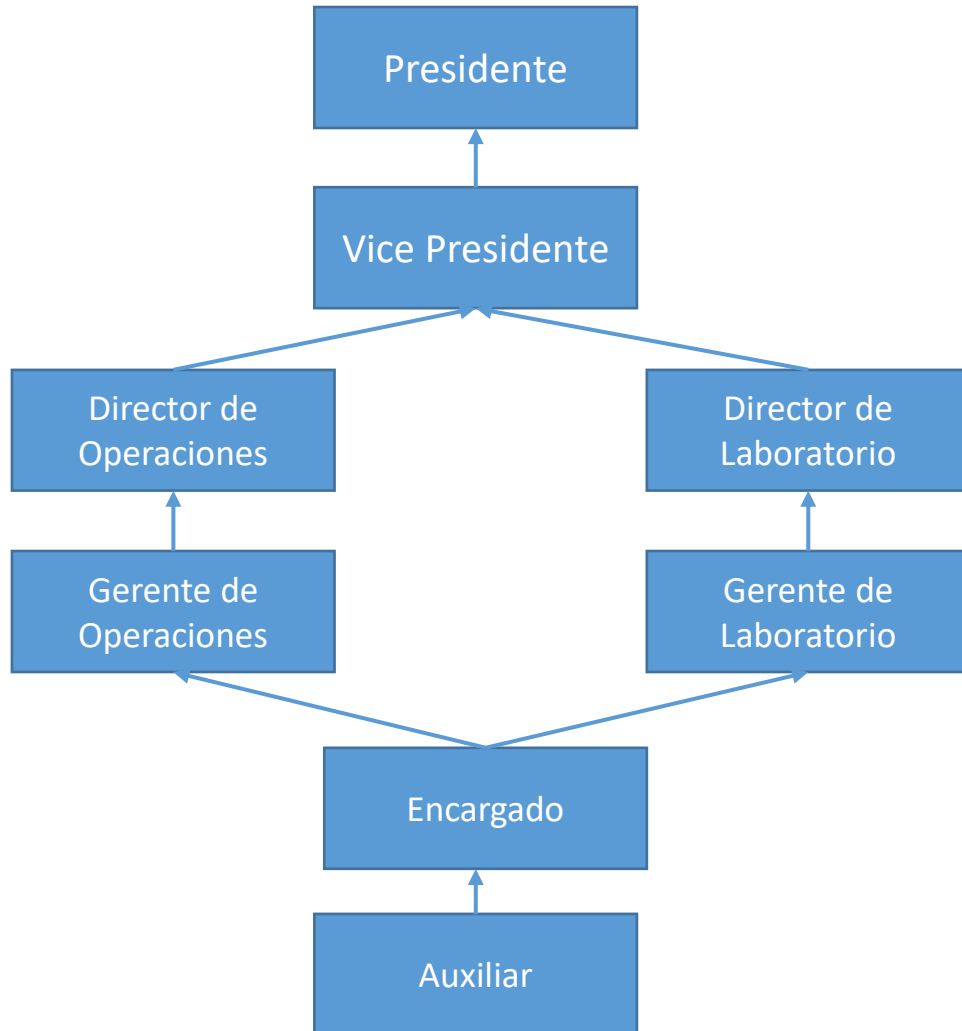 Presidente
Vice Presidente
Director de
Operaciones
Director de
Laboratorio
Gerente de
Operaciones
Gerente de
Laboratorio
Encargado
Auxiliar